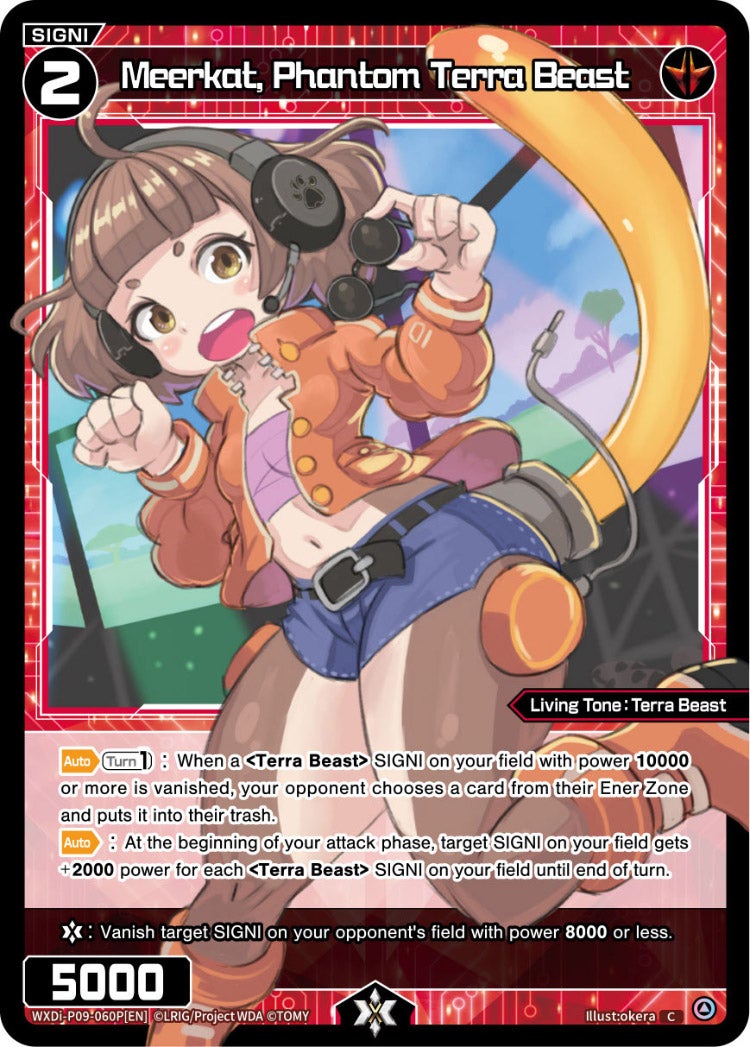 SIGNI
2
Meerkat, Phantom Terra Beast
01
Living Tone：Terra Beast
Auto Turn 1 : When a <Terra Beast> SIGNI on your field with power 10000
or more is vanished, your opponent chooses a card from their Ener Zone
and puts it into their trash.
Auto : At the beginning of your attack phase, target SIGNI on your field gets
+2000 power for each <Terra Beast> SIGNI on your field until end of turn.
: Vanish target SIGNI on your opponent's field with power 8000 or less.
5000
WXDi-P09-060P[EN] ©LRIG/Project WDA ©TOMY
Illust:okera C